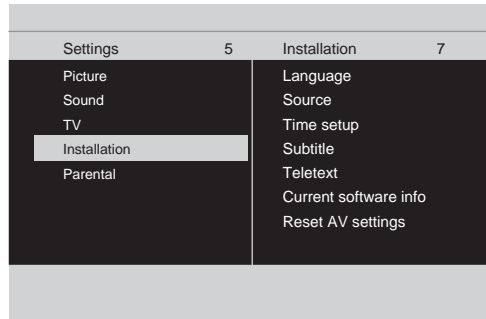 Settings 5
Picture
Sound
TV
Installation
Parental
Installation 7
Language
Source
Time setup
Subtitle
Teletext
Current software info
Reset AV settings